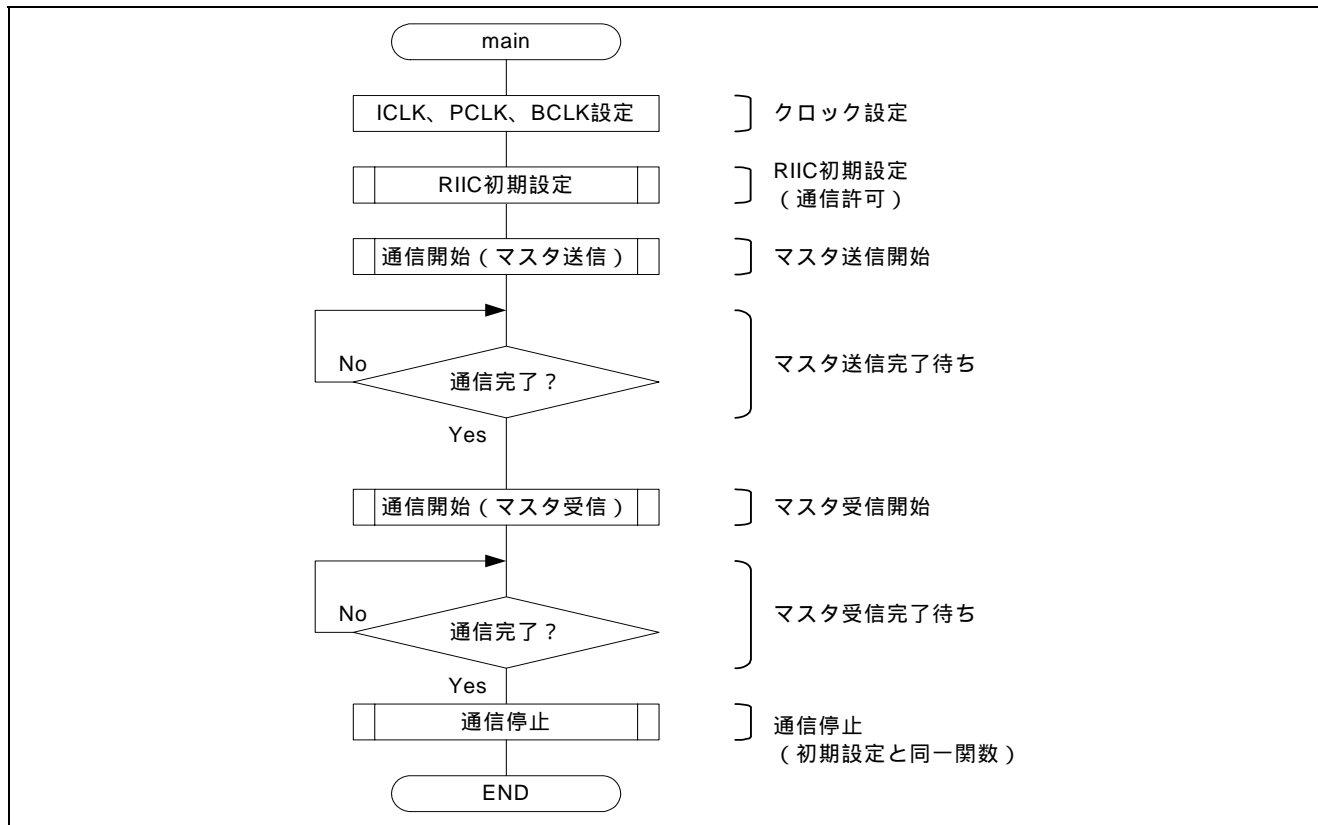 main
ICLK、PCLK、BCLK設定
クロック設定
RIIC初期設定
RIIC初期設定
(通信許可)
通信開始(マスタ送信)
マスタ送信開始
No
通信完了?
マスタ送信完了待ち
Yes
通信開始(マスタ受信)
マスタ受信開始
No
通信完了?
マスタ受信完了待ち
Yes
通信停止
通信停止
(初期設定と同一関数)
END